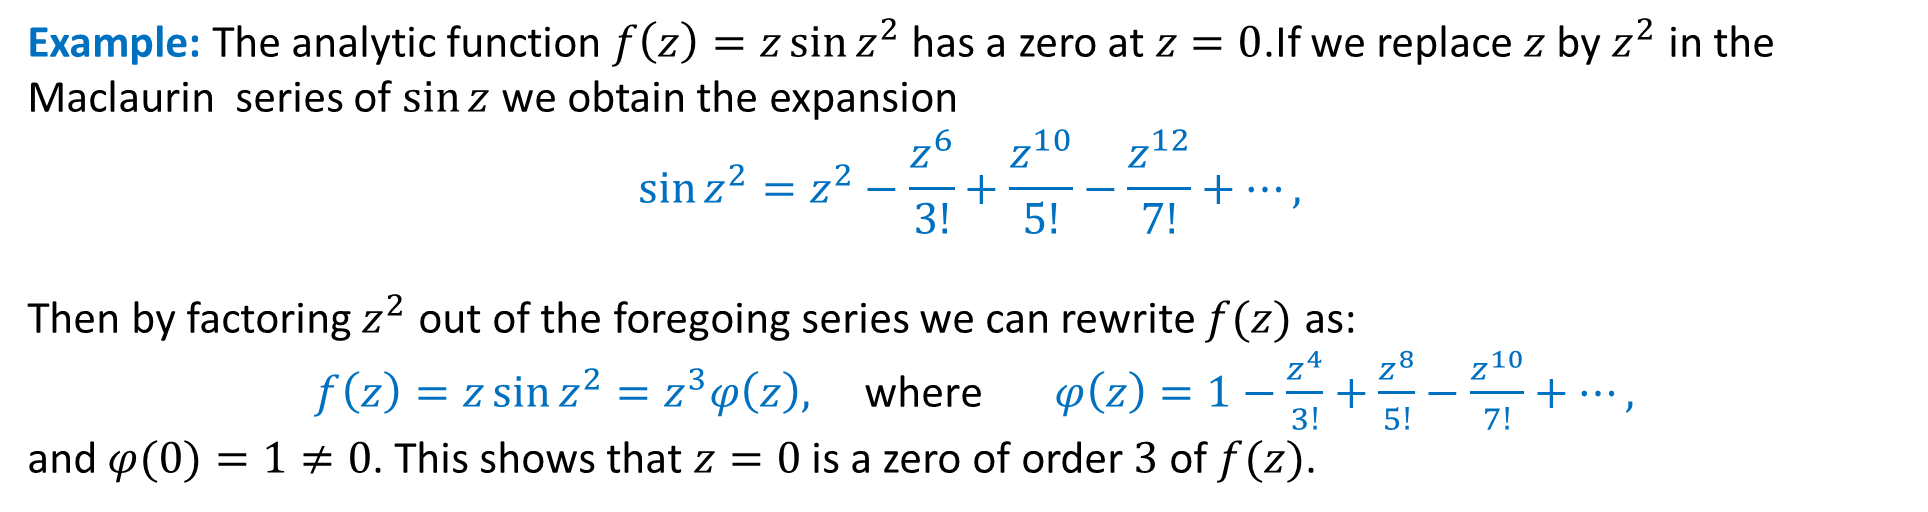 Example: The analytic function f(z) = z sin z² has a zero at z = 0.If we replace z by z² in the
Maclaurin series of sin z we obtain the expansion
sin z² = z² − z⁶/3! + z¹⁰/5! − z¹²/7! + ⋯ ,
Then by factoring z² out of the foregoing series we can rewrite f(z) as:
f(z) = z sin z² = z³φ(z), where φ(z) = 1 − z⁴/3! + z⁸/5! − z¹⁰/7! + ⋯ ,
and φ(0) = 1 ≠ 0. This shows that z = 0 is a zero of order 3 of f(z).